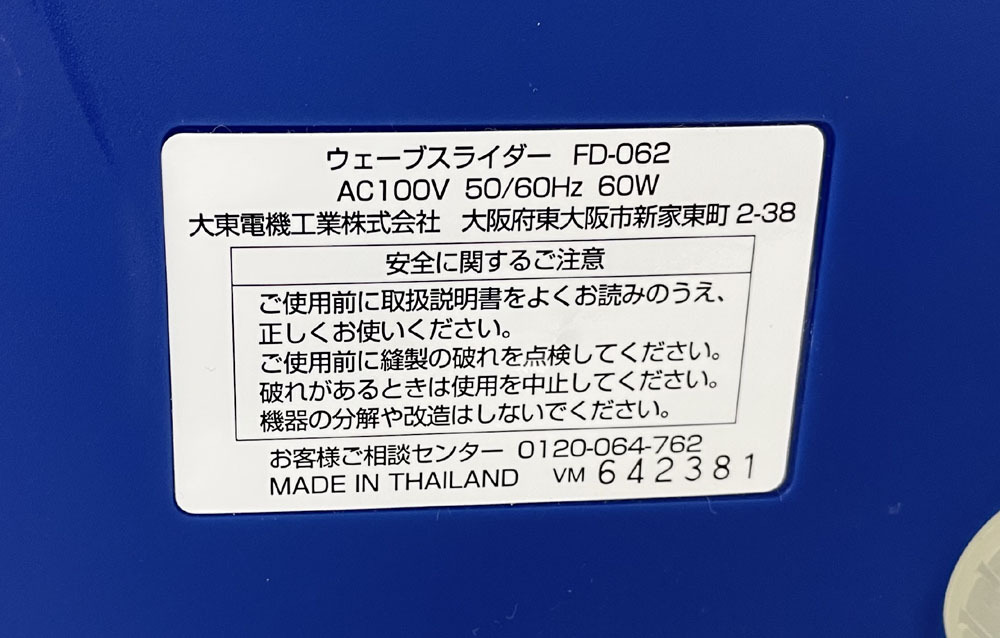 ウェーブスライダー FD-062
AC100V 50/60Hz 60W
大東電機工業株式会社 大阪府東大阪市新家東町 2-38
安全に関するご注意
ご使用前に取扱説明書をよくお読みのうえ、
正しくお使いください。
ご使用前に縫製の破れを点検してください。
破れがあるときは使用を中止してください。
機器の分解や改造はしないでください。
お客様ご相談センター 0120-064-762
MADE IN THAILAND VM 642381